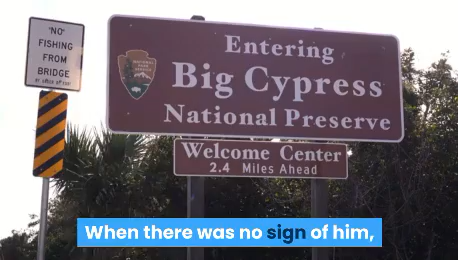 "NO"
FISHING
FROM
BRIDGE
Entering
Big Cypress
National Preserve
Welcome Center
2.4 Miles Ahead
When there was no sign of him,